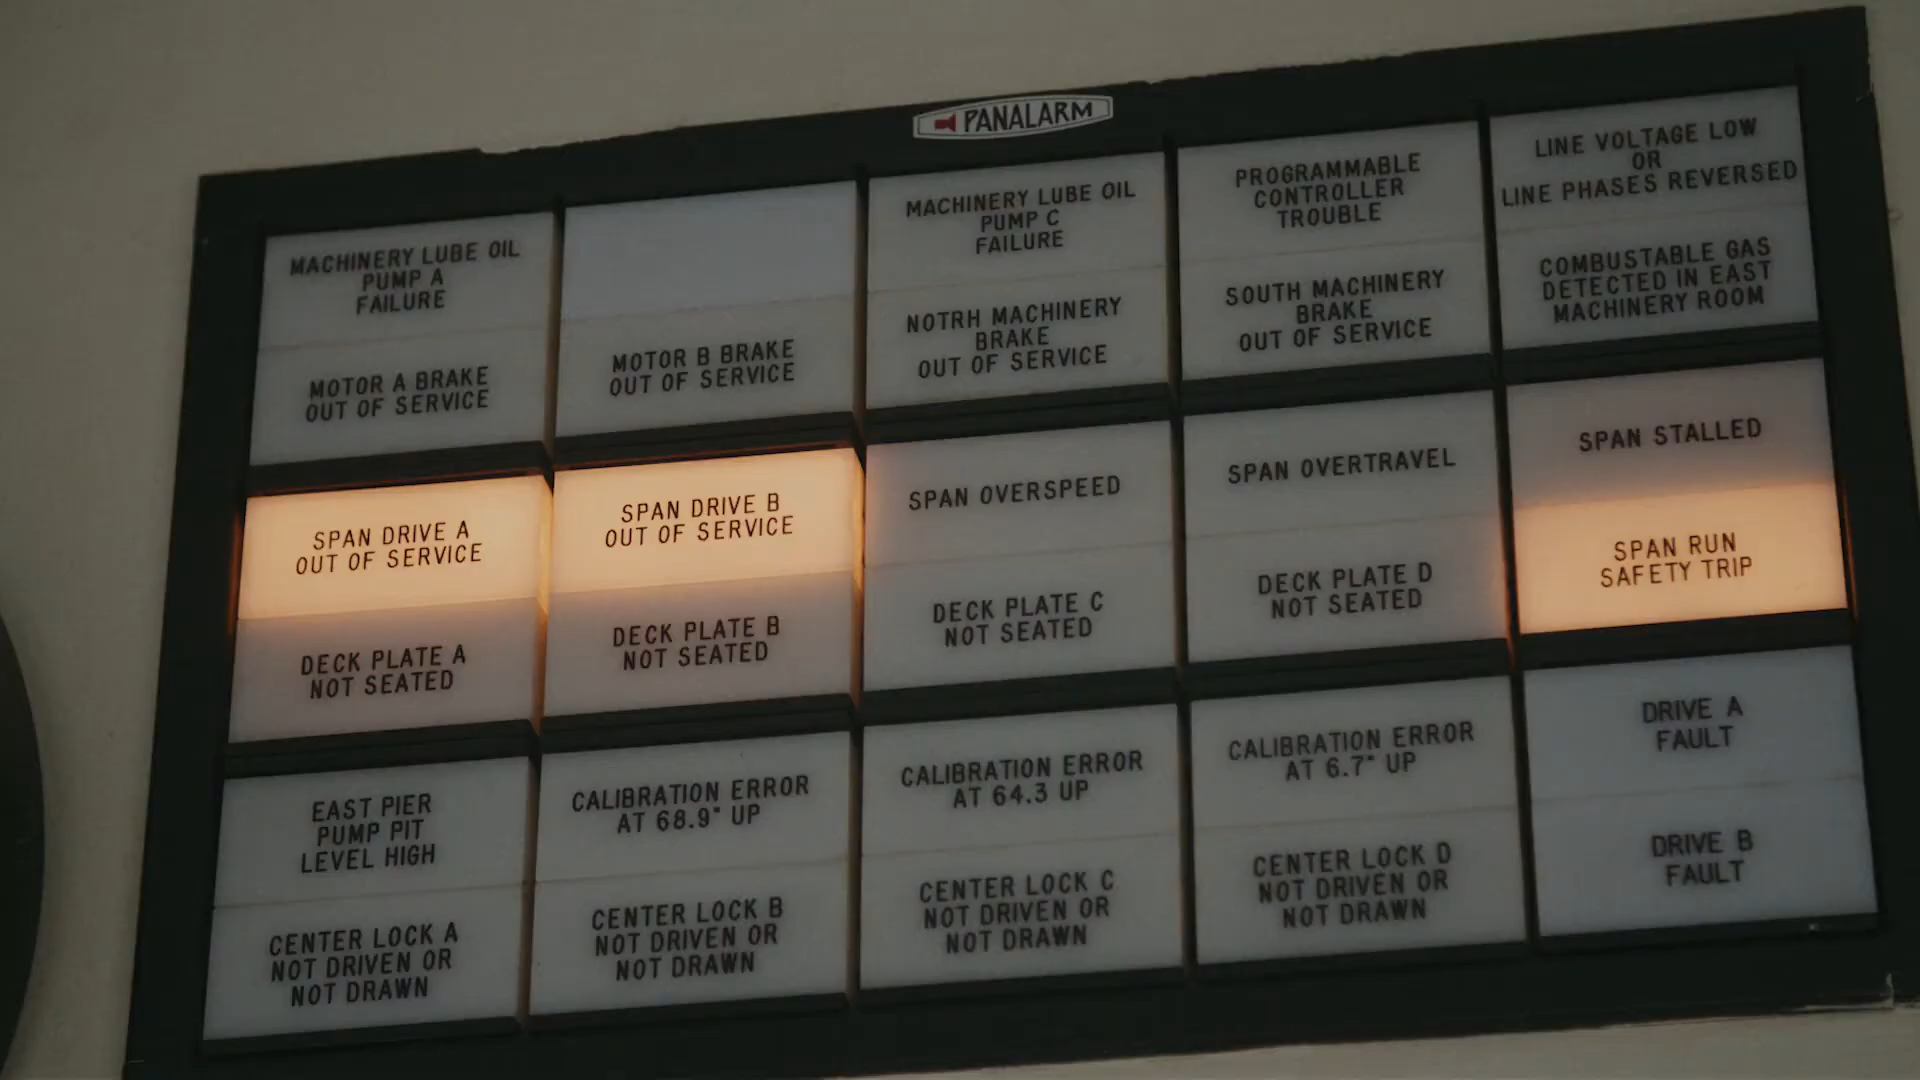 PANALARM
MACHINERY LUBE OIL
PUMP A
FAILURE
MOTOR A BRAKE
OUT OF SERVICE
MOTOR B BRAKE
OUT OF SERVICE
MACHINERY LUBE OIL
PUMP C
FAILURE
NOTRH MACHINERY
BRAKE
OUT OF SERVICE
PROGRAMMABLE
CONTROLLER
TROUBLE
SOUTH MACHINERY
BRAKE
OUT OF SERVICE
LINE VOLTAGE LOW
OR
LINE PHASES REVERSED
COMBUSTABLE GAS
DETECTED IN EAST
MACHINERY ROOM
SPAN DRIVE A
OUT OF SERVICE
DECK PLATE A
NOT SEATED
SPAN DRIVE B
OUT OF SERVICE
DECK PLATE B
NOT SEATED
SPAN OVERSPEED
DECK PLATE C
NOT SEATED
SPAN OVERTRAVEL
DECK PLATE D
NOT SEATED
SPAN STALLED
SPAN RUN
SAFETY TRIP
EAST PIER
PUMP PIT
LEVEL HIGH
CENTER LOCK A
NOT DRIVEN OR
NOT DRAWN
CALIBRATION ERROR
AT 68.9° UP
CENTER LOCK B
NOT DRIVEN OR
NOT DRAWN
CALIBRATION ERROR
AT 64.3 UP
CENTER LOCK C
NOT DRIVEN OR
NOT DRAWN
CALIBRATION ERROR
AT 6.7° UP
CENTER LOCK D
NOT DRIVEN OR
NOT DRAWN
DRIVE A
FAULT
DRIVE B
FAULT